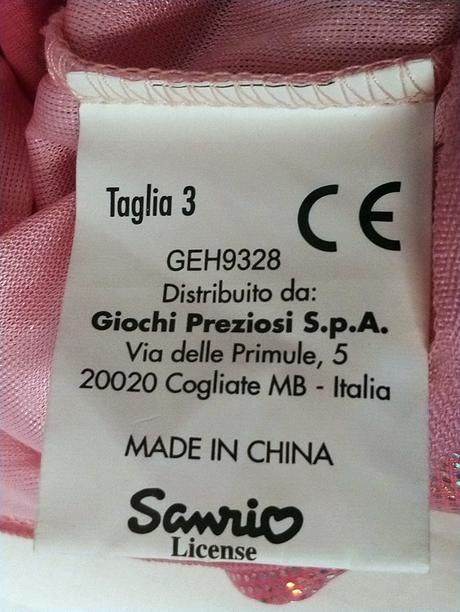 Taglia 3 CE
GEH9328
Distribuito da:
Giochi Preziosi S.p.A.
Via delle Primule, 5
20020 Cogliate MB - Italia
MADE IN CHINA
Sanrio
License